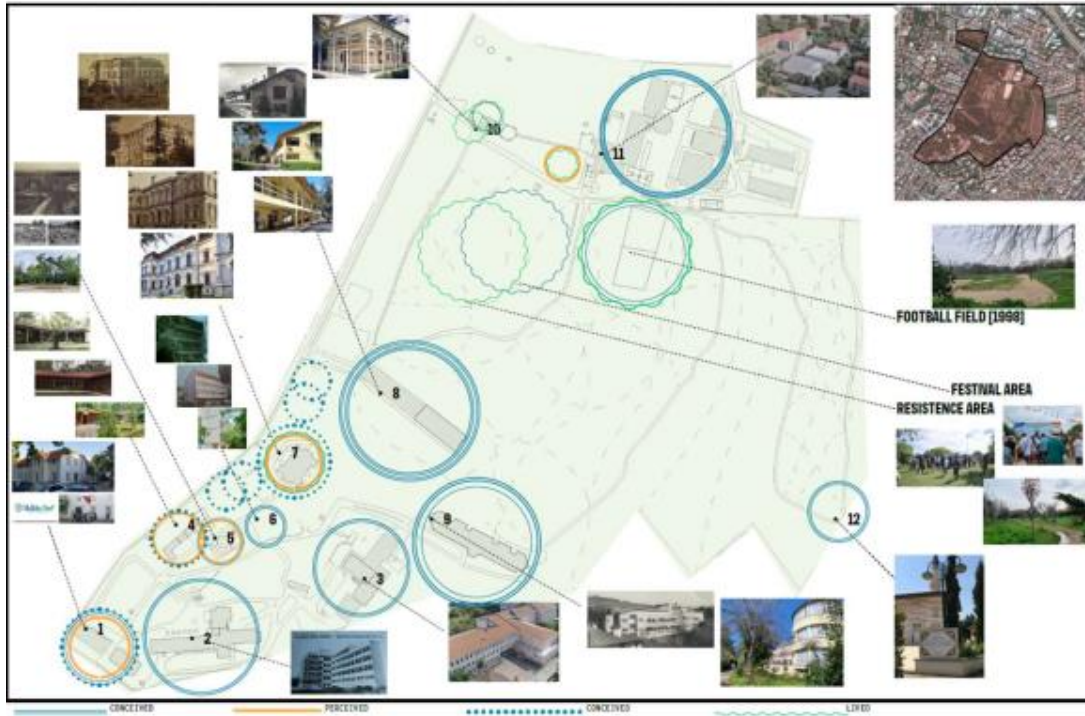 10
11
FOOTBALL FIELD [1998]
FESTIVAL AREA
RESISTENCE AREA
8
7
9
12
6
4
5
3
1
2
CONCEIVED
PERCEIVED
CONCEIVED
LIVED